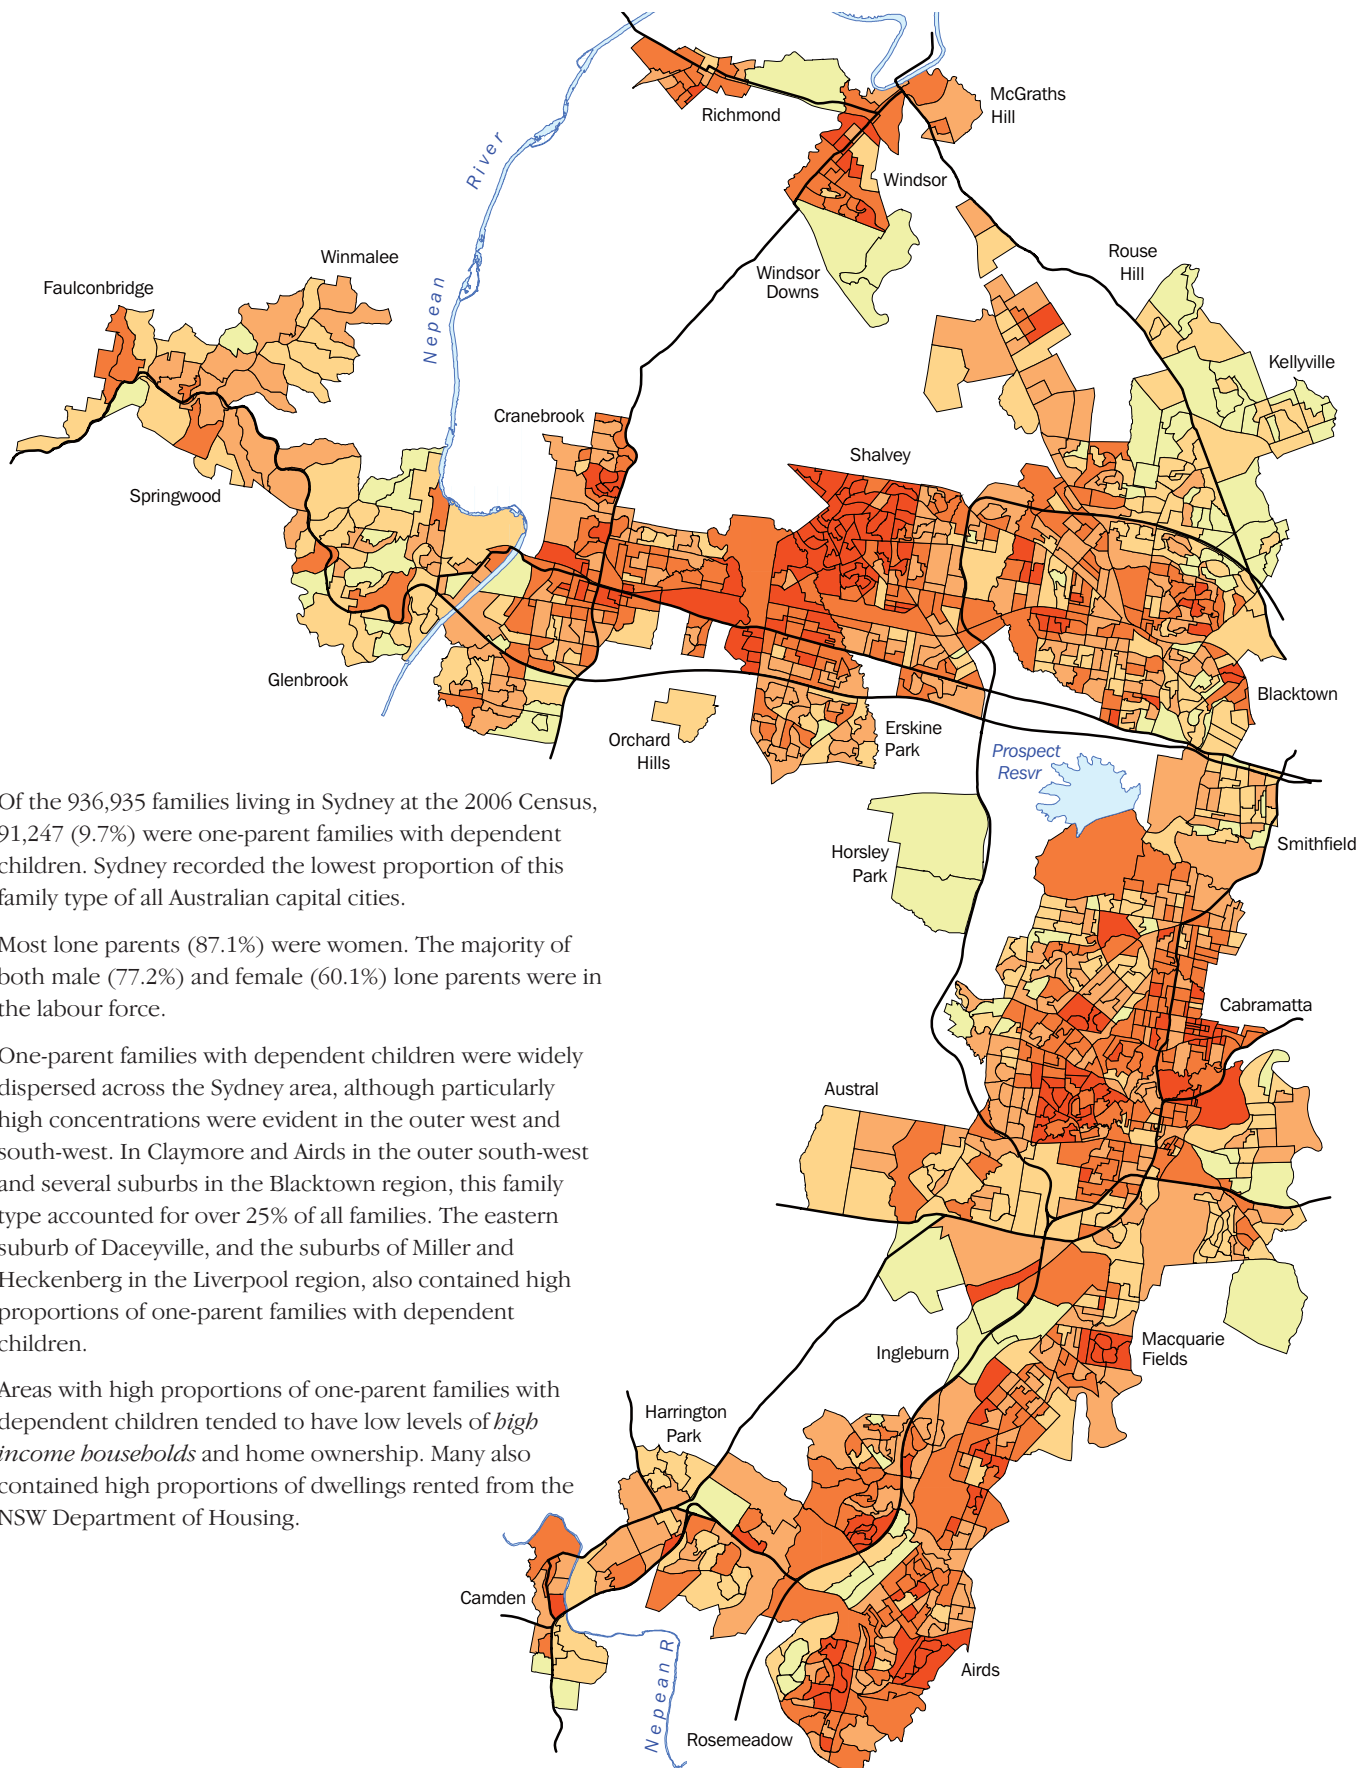 McGraths
Hill
Richmond
River
Windsor
Winmalee
Rouse
Hill
Windsor
Downs
Faulconbridge
Nepean
Kellyville
Cranebrook
Shalvey
Springwood
Glenbrook
Blacktown
Orchard
Hills
Erskine
Park
Prospect
Resvr
Of the 936,935 families living in Sydney at the 2006 Census,
91,247 (9.7%) were one-parent families with dependent
children. Sydney recorded the lowest proportion of this
family type of all Australian capital cities.
Most lone parents (87.1%) were women. The majority of
both male (77.2%) and female (60.1%) lone parents were in
the labour force.
One-parent families with dependent children were widely
dispersed across the Sydney area, although particularly
high concentrations were evident in the outer west and
south-west. In Claymore and Airds in the outer south-west
and several suburbs in the Blacktown region, this family
type accounted for over 25% of all families. The eastern
suburb of Daceyville, and the suburbs of Miller and
Heckenberg in the Liverpool region, also contained high
proportions of one-parent families with dependent
children.
Areas with high proportions of one-parent families with
dependent children tended to have low levels of high
income households and home ownership. Many also
contained high proportions of dwellings rented from the
NSW Department of Housing.
Smithfield
Horsley
Park
Cabramatta
Austral
Macquarie
Fields
Ingleburn
Harrington
Park
Camden
Airds
Nepean R
Rosemeadow